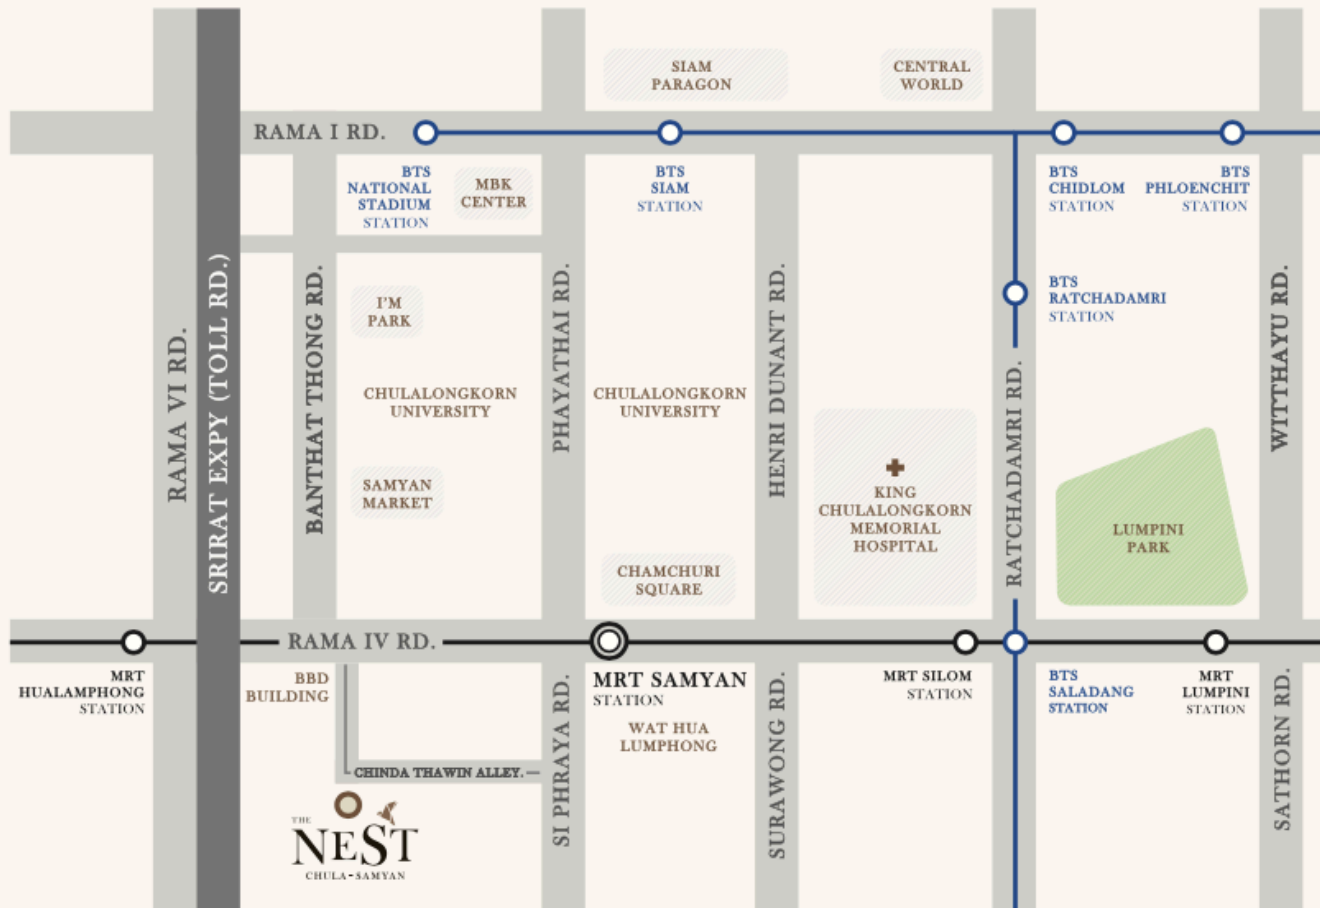 SIAM
PARAGON
CENTRAL
WORLD
RAMA I RD.
BTS
NATIONAL
STADIUM
STATION
MBK
CENTER
BTS
SIAM
STATION
BTS
CHIDLOM
STATION
BTS
PHLOENCHIT
STATION
RAMA VI RD.
SRIRAT EXPY (TOLL RD.)
BANTHAT THONG RD.
I'M
PARK
PHAYATHAI RD.
HENRI DUNANT RD.
BTS
RATCHADAMRI
STATION
WITTHAYU RD.
CHULALONGKORN
UNIVERSITY
CHULALONGKORN
UNIVERSITY
RATCHADAMRI RD.
SAMYAN
MARKET
KING
CHULALONGKORN
MEMORIAL
HOSPITAL
LUMPINI
PARK
CHAMCHURI
SQUARE
RAMA IV RD.
MRT
HUALAMPHONG
STATION
BBD
BUILDING
MRT SAMYAN
STATION
MRT SILOM
STATION
BTS
SALADANG
STATION
MRT
LUMPINI
STATION
WAT HUA
LUMPHONG
SI PHRAYA RD.
SURAWONG RD.
SATHORN RD.
CHINDA THAWIN ALLEY.
THE
NEST
CHULA-SAMYAN